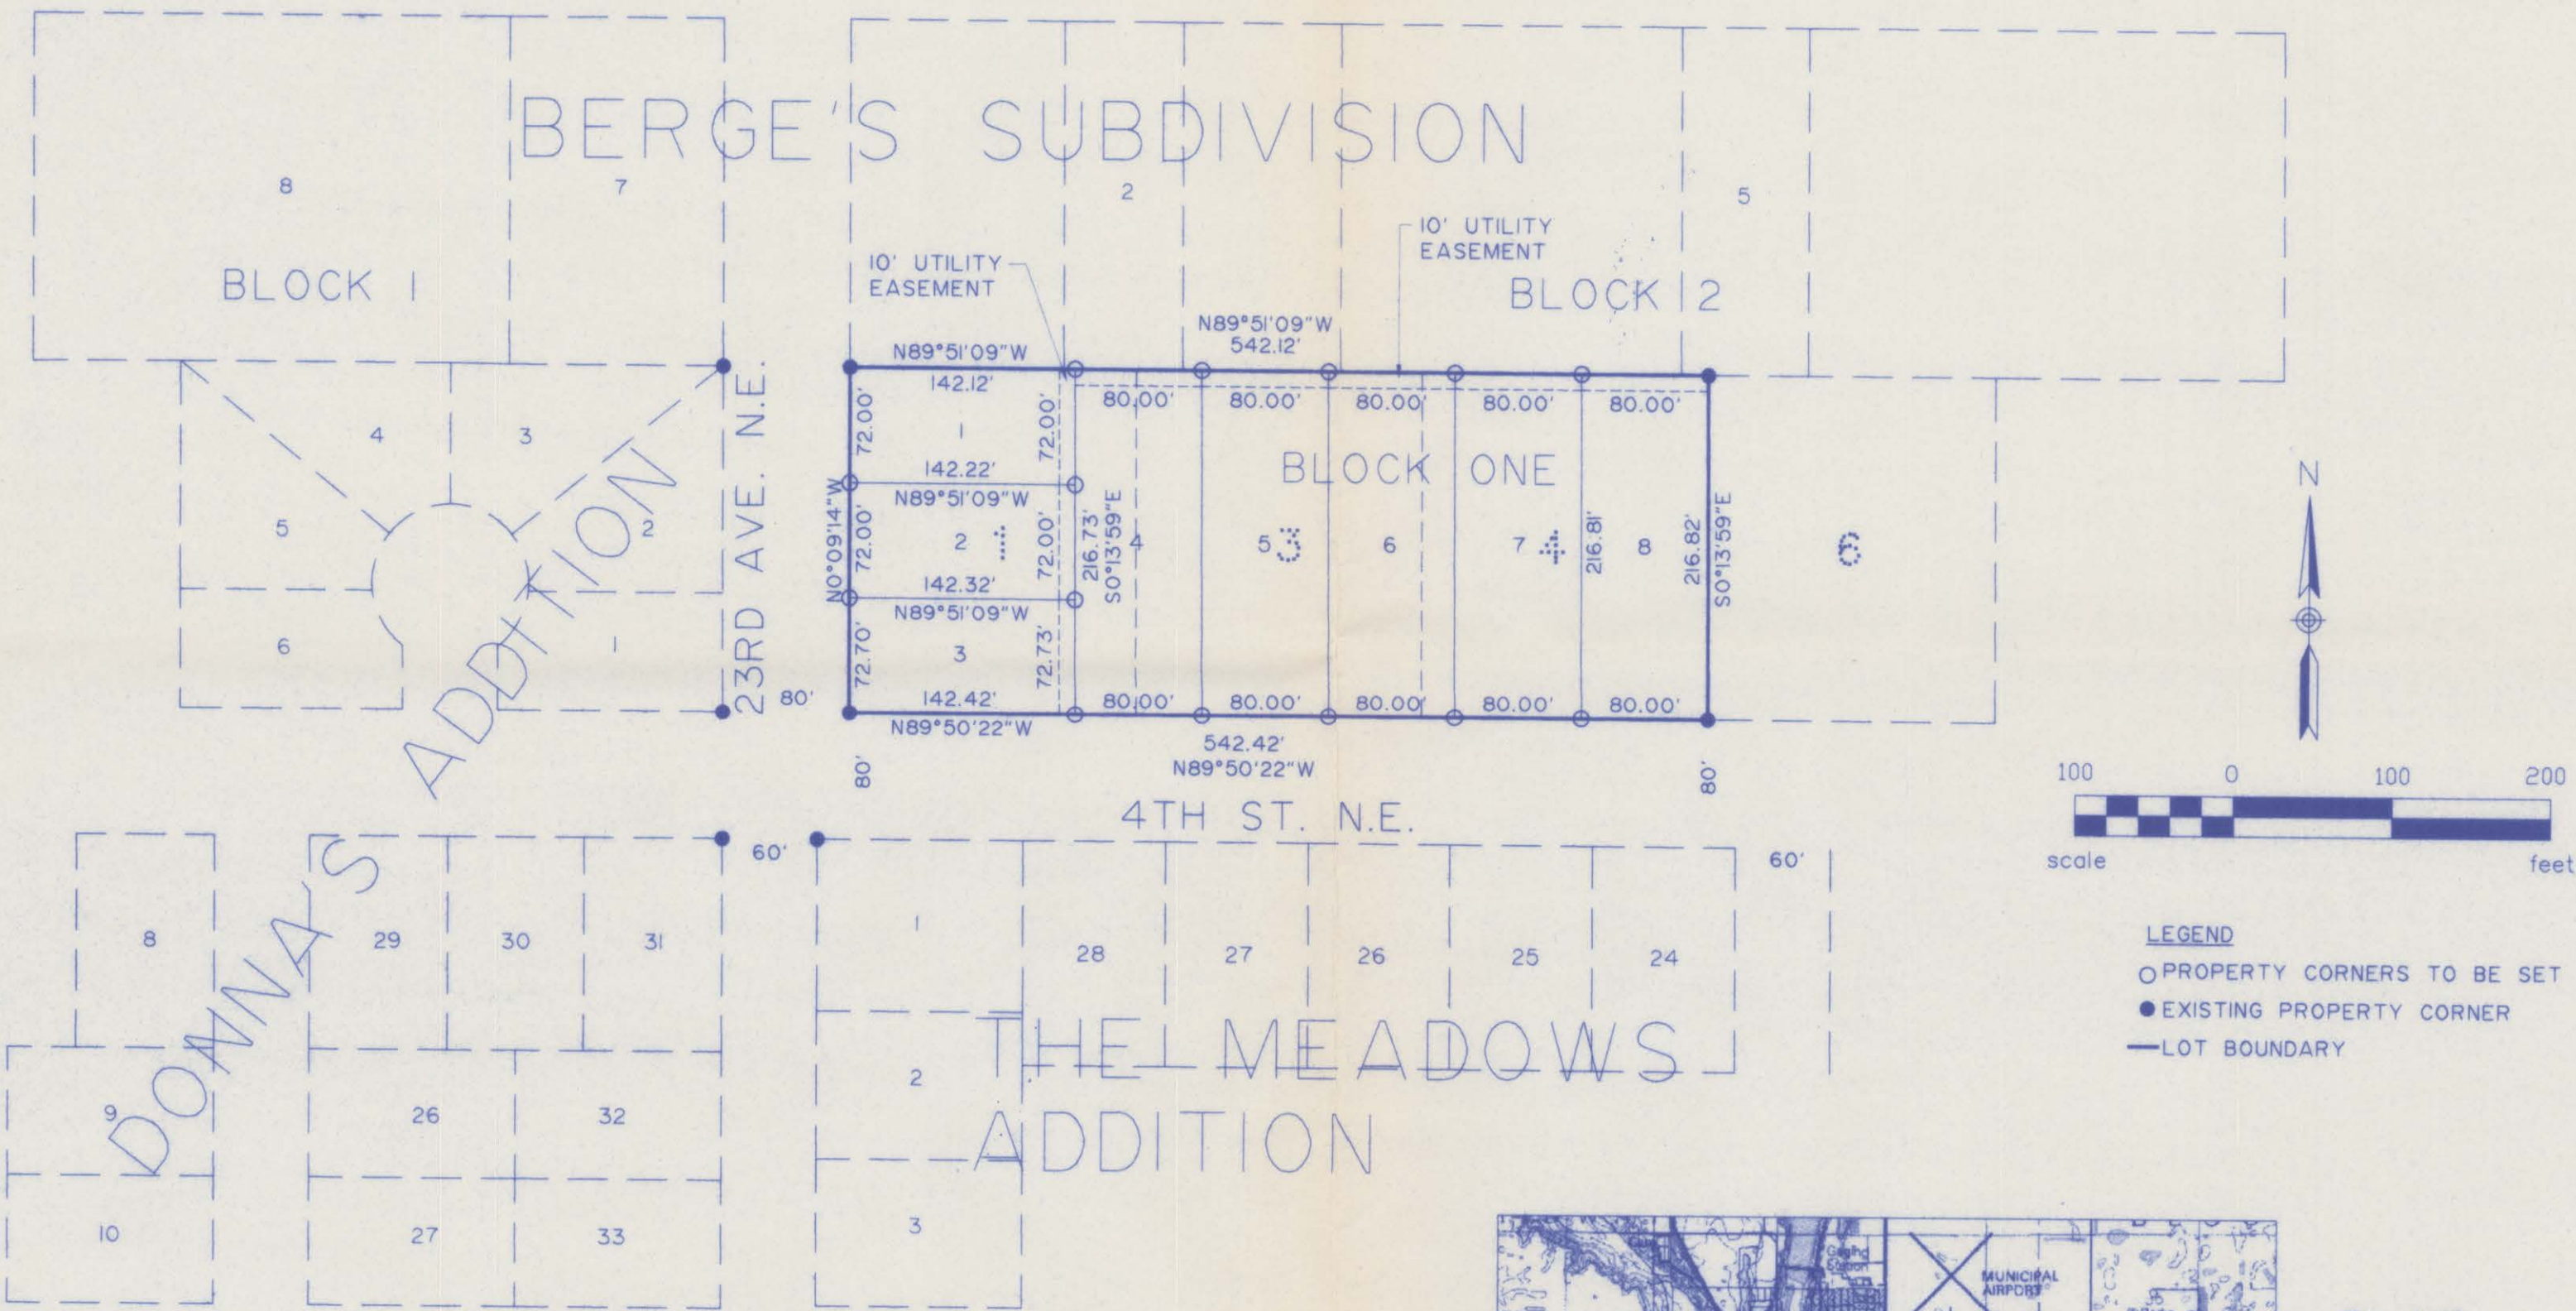 BERGE'S SUBDIVISION
8
7
2
5
BLOCK 1
BLOCK 2
10' UTILITY
EASEMENT
10' UTILITY
EASEMENT
N89°51'09"W
542.12'
N89°51'09"W
142.12'
80.00'
80.00'
80.00'
80.00'
80.00'
72.00'
1
72.00'
142.22'
N89°51'09"W
BLOCK ONE
N0°09'14"W
72.00'
2
1
72.00'
216.73'
S0°13'59"E
4
5
3
6
7
4
216.81'
8
216.82'
S0°13'59"E
6
142.32'
N89°51'09"W
72.70'
3
72.73'
142.42'
80.00'
80.00'
80.00'
80.00'
80.00'
N89°50'22"W
542.42'
N89°50'22"W
23RD AVE. N.E.
80'
80'
80'
4
3
5
2
6
1
DONNA'S ADDITION
4TH ST. N.E.
60'
60'
8
29
30
31
1
28
27
26
25
24
THE MEADOWS
ADDITION
9
26
32
2
10
27
33
3
N
100
0
100
200
scale
feet
LEGEND
PROPERTY CORNERS TO BE SET
EXISTING PROPERTY CORNER
LOT BOUNDARY
Gaging
Station
MUNICIPAL
AIRPORT